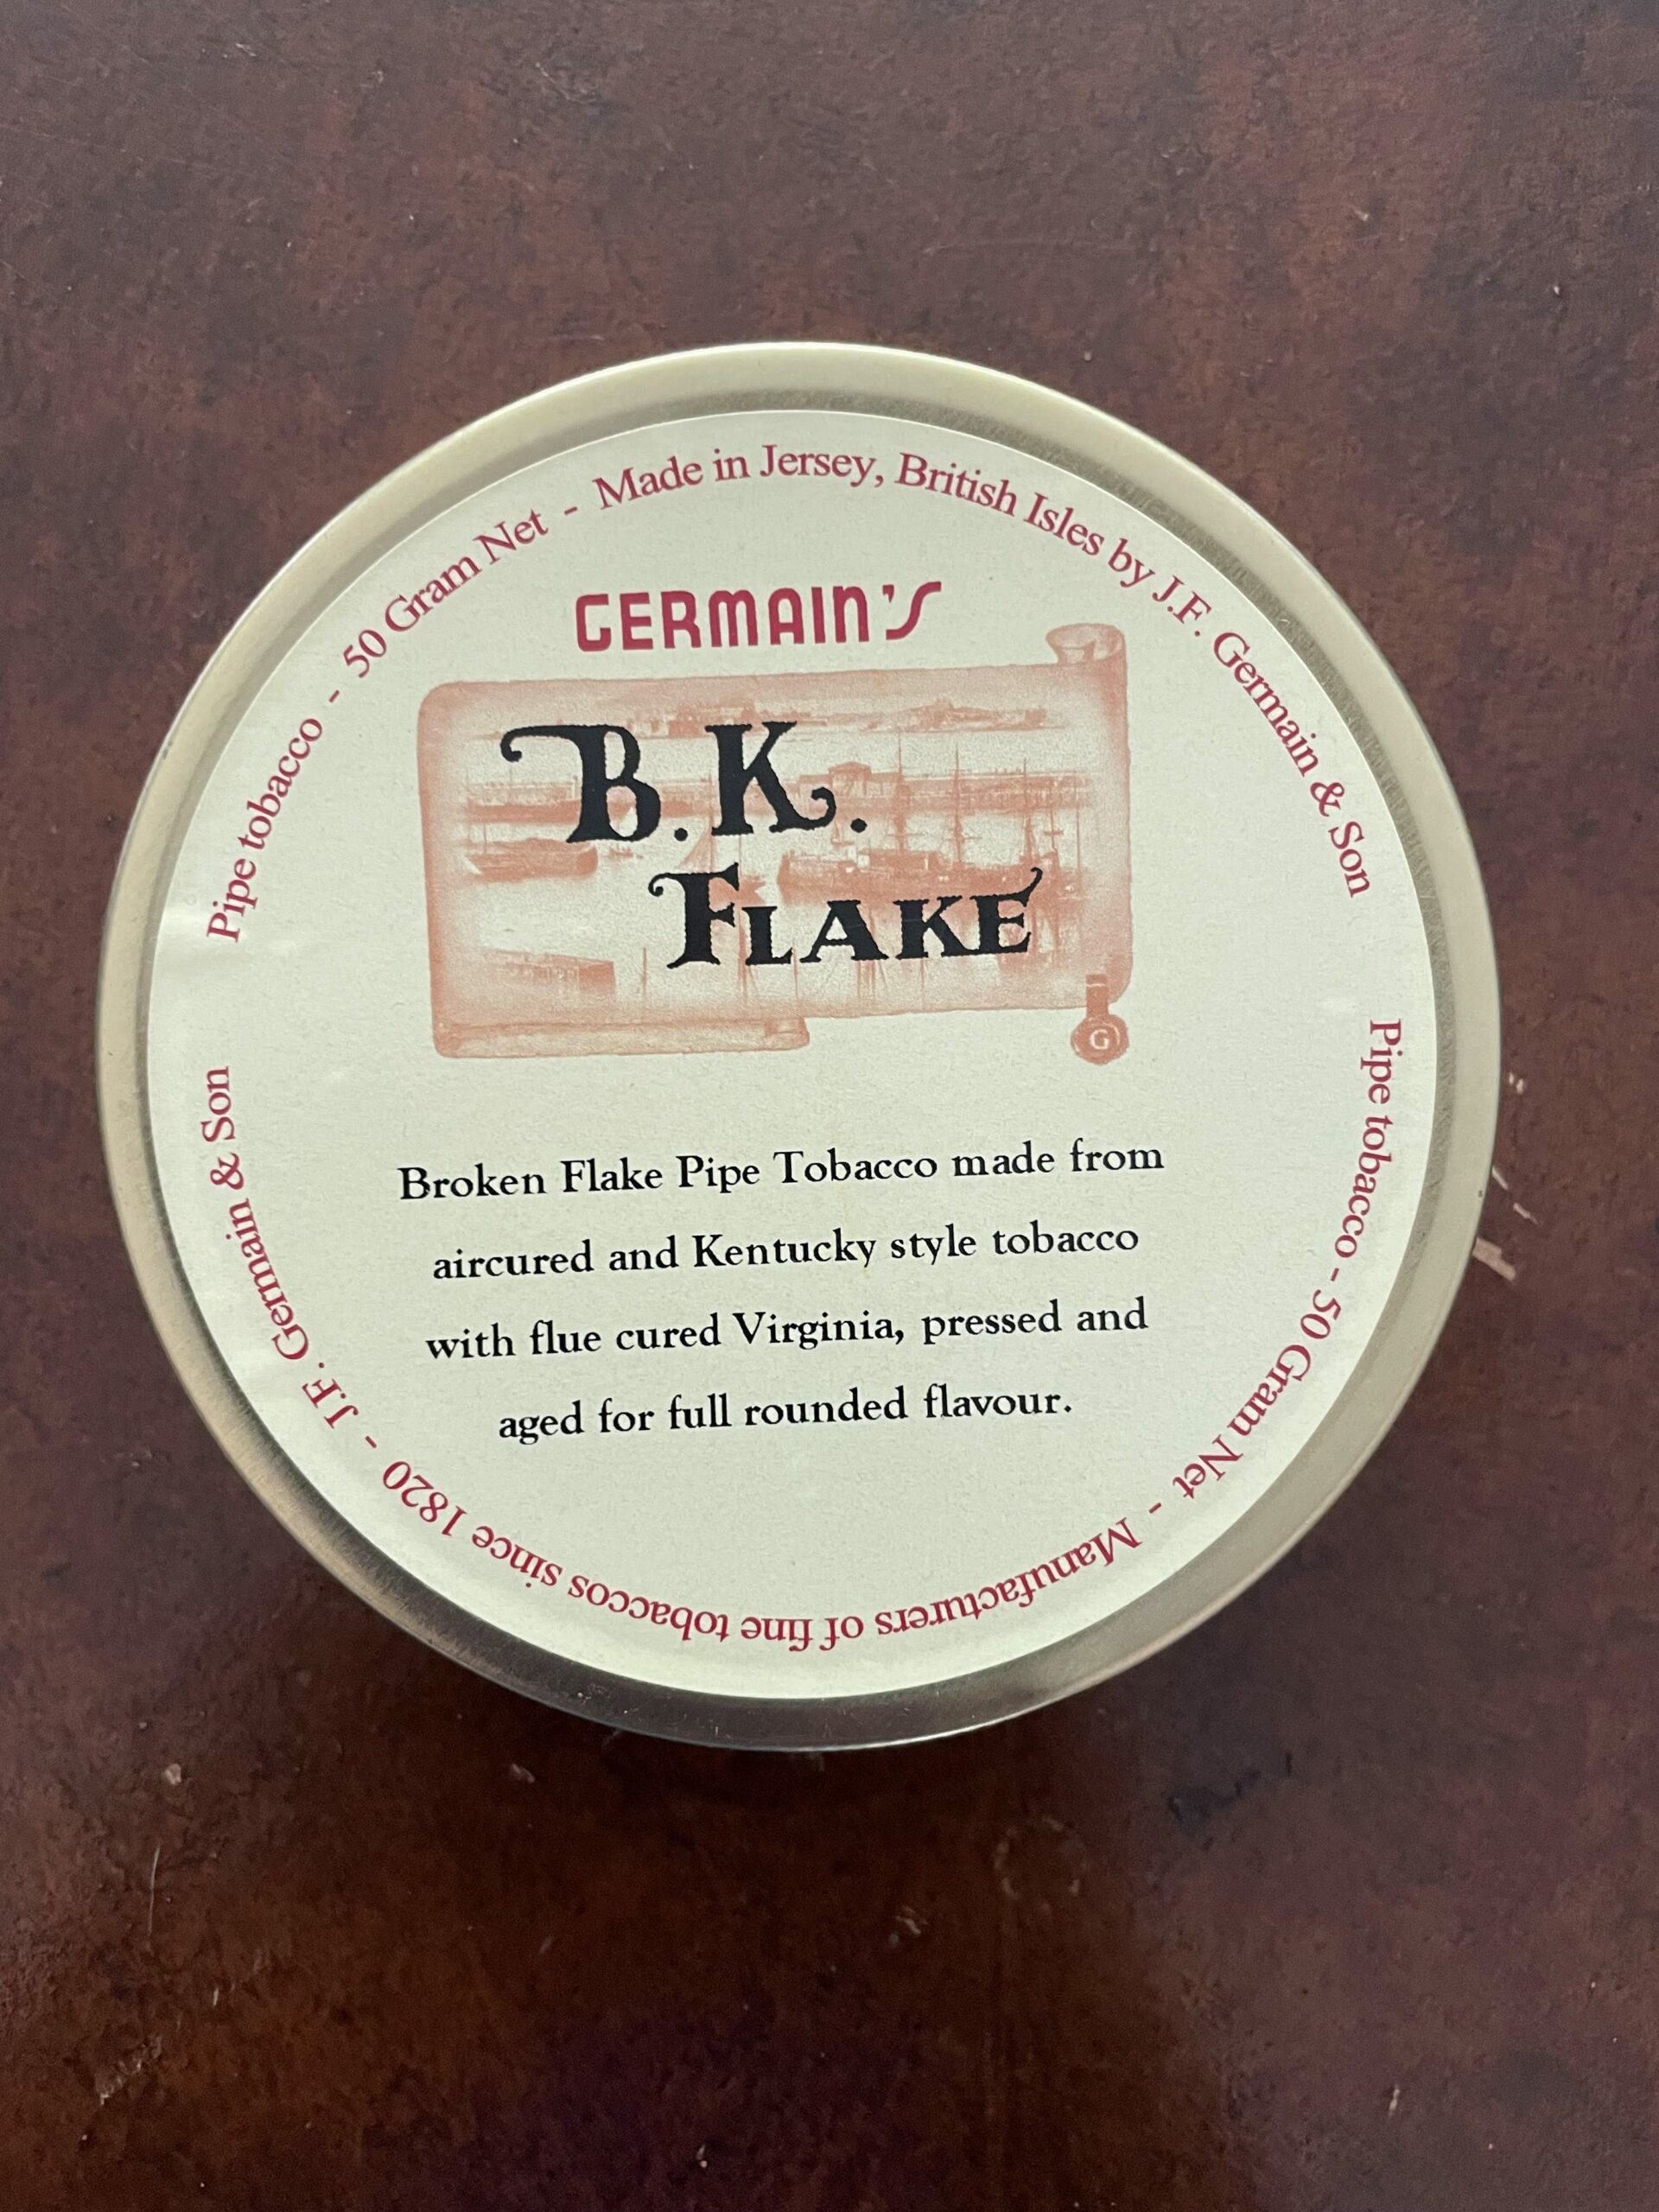 Pipe tobacco - 50 Gram Net - Made in Jersey, British Isles by J.F. Germain & Son
GERMAIN'S
B.K.
FLAKE
G
Broken Flake Pipe Tobacco made from
aircured and Kentucky style tobacco
with flue cured Virginia, pressed and
aged for full rounded flavour.
Pipe tobacco - 50 Gram Net - Manufacturers of fine tobaccos since 1820 - J.F. Germain & Son